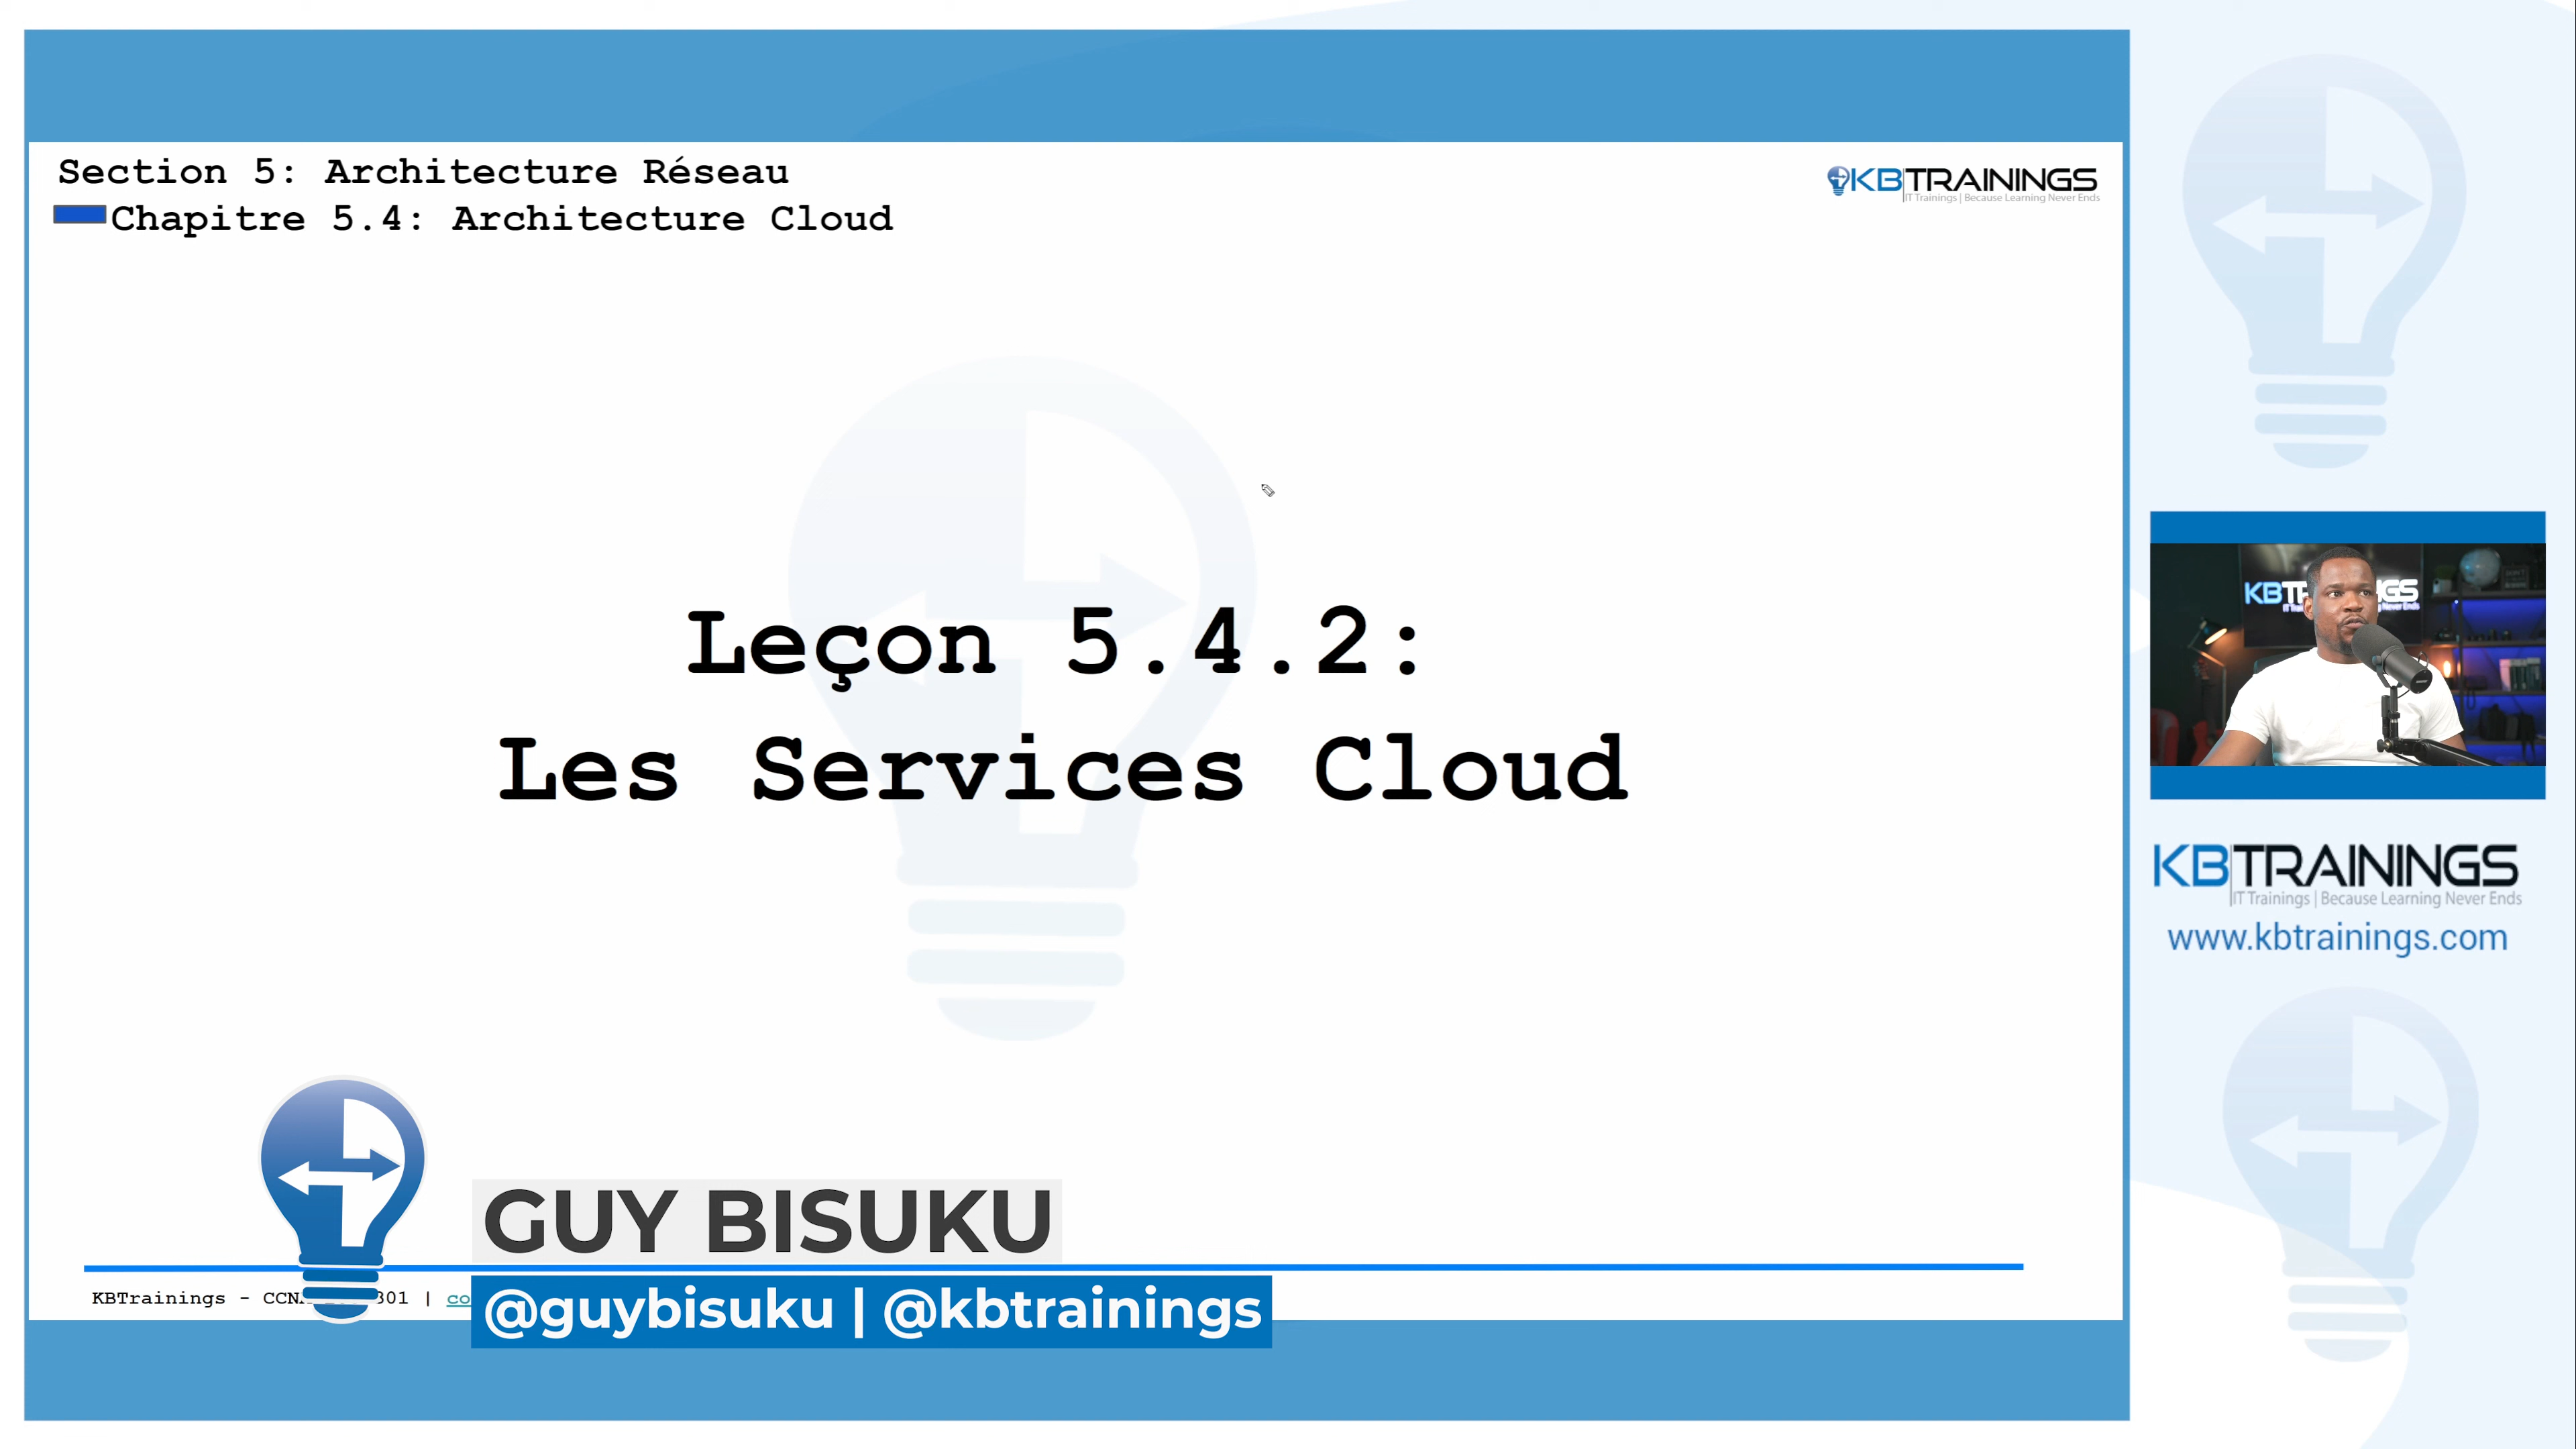 Section 5: Architecture Réseau
Chapitre 5.4: Architecture Cloud
KBTRAININGS
IT Trainings | Because Learning Never Ends
Leçon 5.4.2:
Les Services Cloud
KBTRAININGS
IT Trainings | Because Learning Never Ends
www.kbtrainings.com
GUY BISUKU
KBTrainings - 301 |
@guybisuku | @kbtrainings